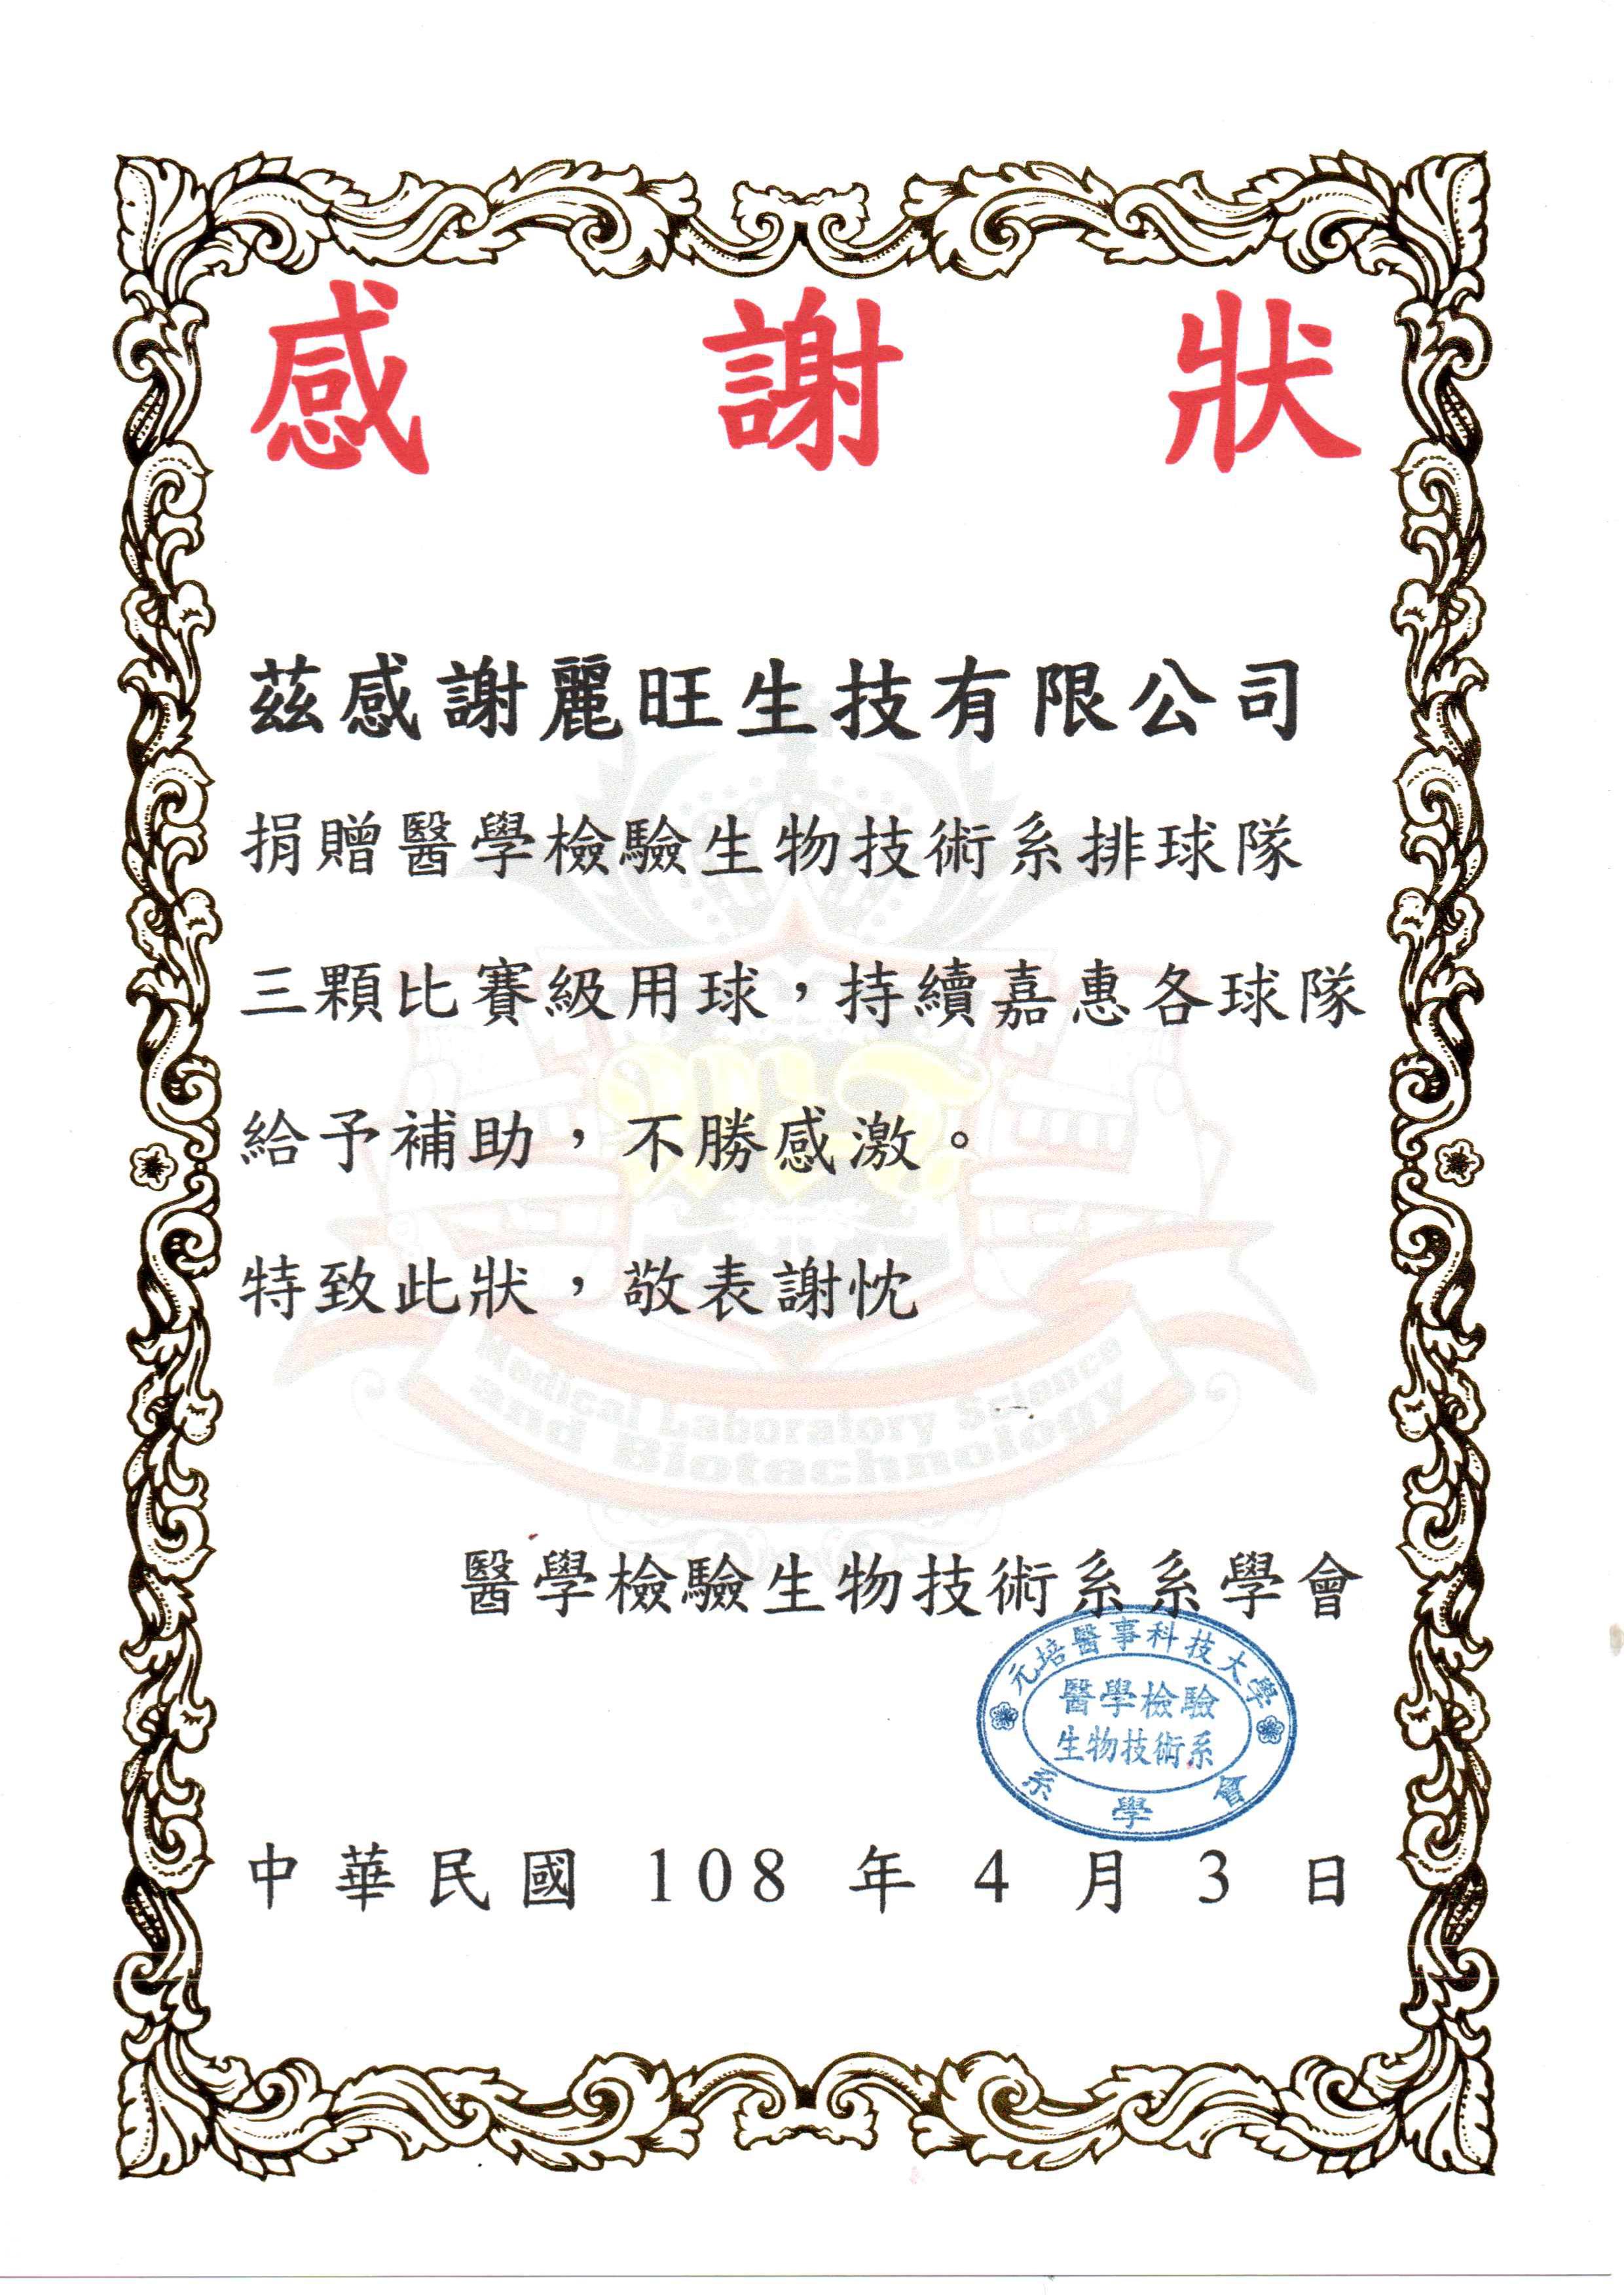 感謝狀
茲感謝麗旺生技有限公司
捐贈醫學檢驗生物技術系排球隊
三顆比賽級用球，持續嘉惠各球隊
給予補助，不勝感激。
特致此狀，敬表謝忱
Medical Laboratory Science
and Biotechnology
醫學檢驗生物技術系系學會
元培醫事科技大學
醫學檢驗
生物技術系
系學會
中華民國 108 年 4 月 3 日